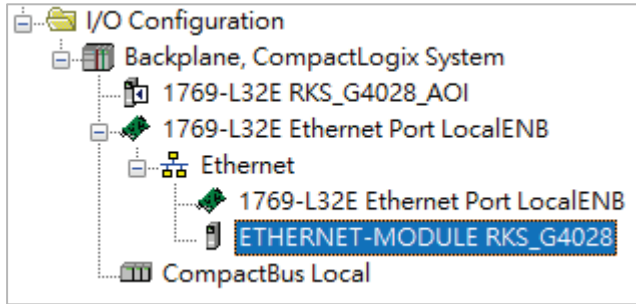 I/O Configuration
Backplane, CompactLogix System
1769-L32E RKS_G4028_AOI
1769-L32E Ethernet Port LocalENB
Ethernet
1769-L32E Ethernet Port LocalENB
ETHERNET-MODULE RKS_G4028
CompactBus Local